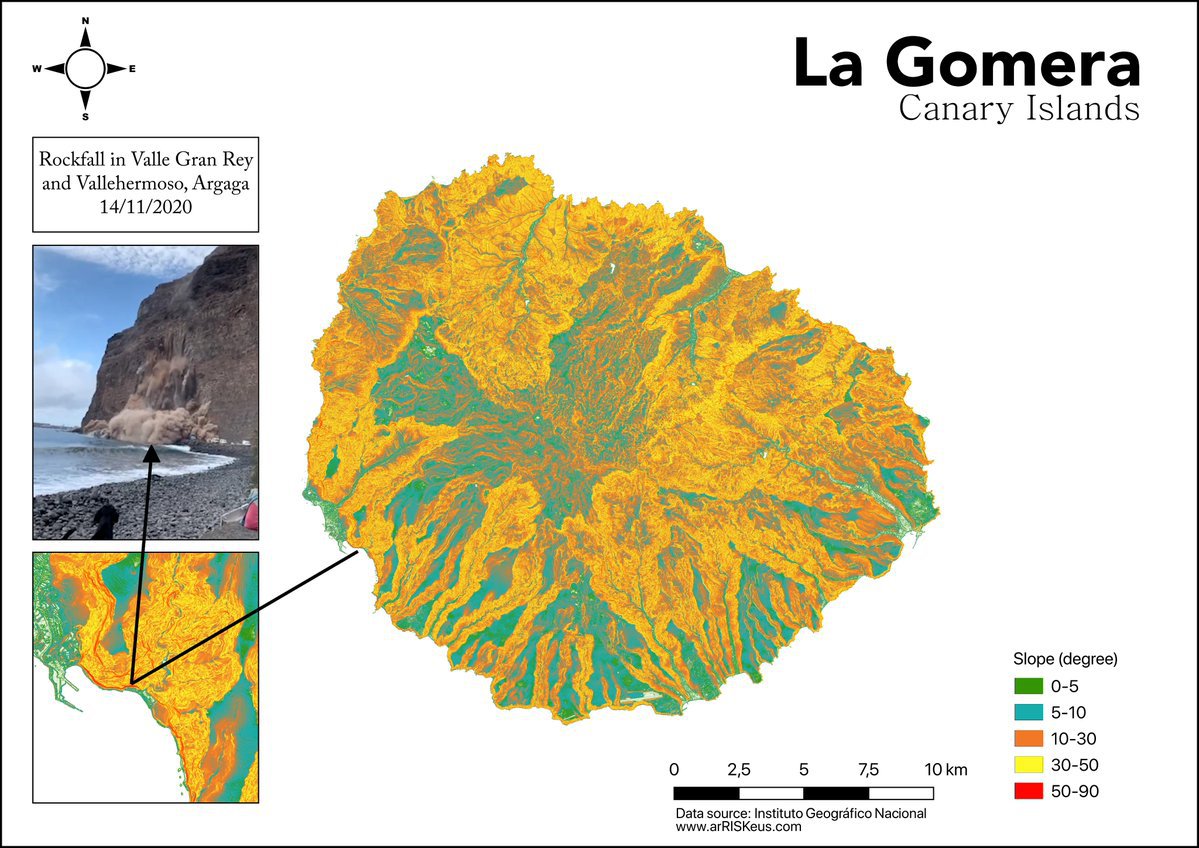 N
W E
S
La Gomera
Canary Islands
Rockfall in Valle Gran Rey
and Vallehermoso, Argaga
14/11/2020
Slope (degree)
0-5
5-10
10-30
30-50
50-90
0 2,5 5 7,5 10 km
Data source: Instituto Geográfico Nacional
www.arRISKeus.com